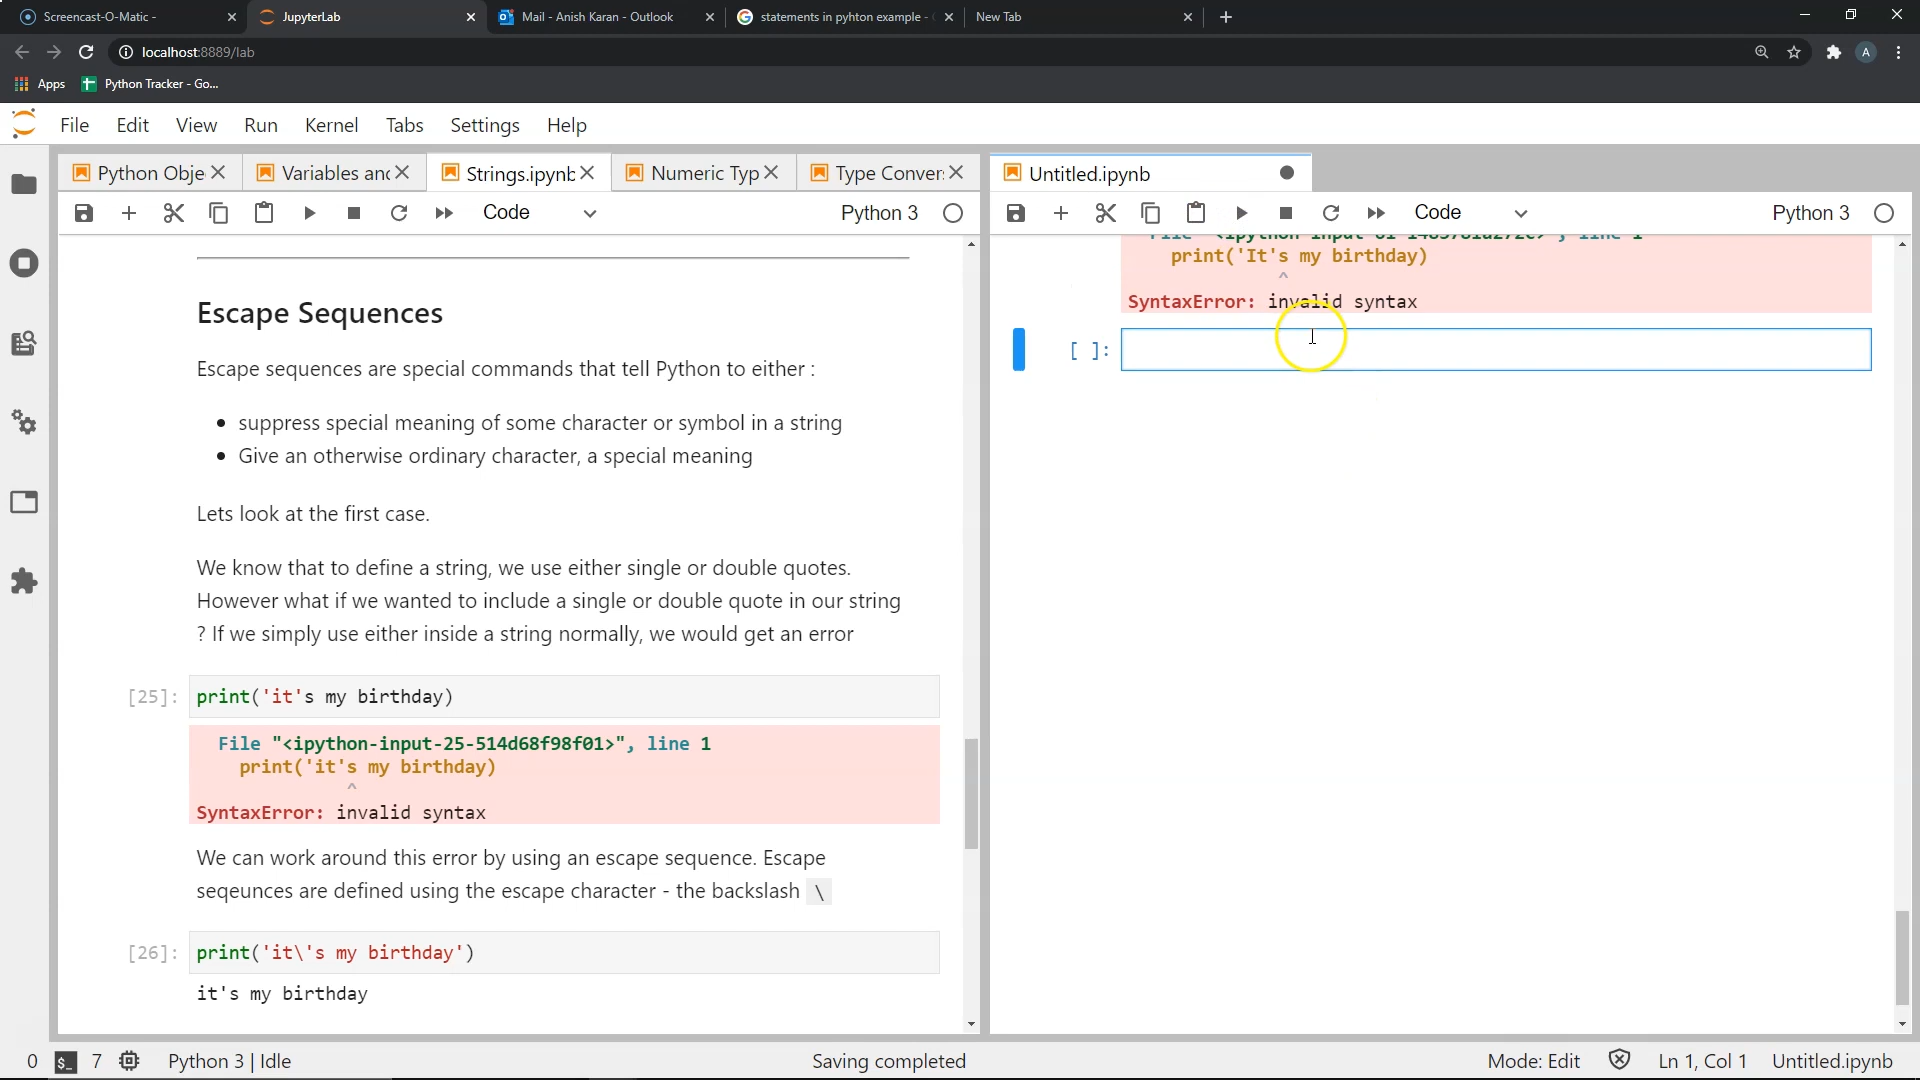 Screencast-O-Matic -
JupyterLab
Mail - Anish Karan - Outlook
statements in pyhton example -
New Tab
localhost:8889/lab
A
Apps
Python Tracker - Go...
File Edit View Run Kernel Tabs Settings Help
Python Obje
Variables and
Strings.ipynb
Numeric Typ
Type Conver
Untitled.ipynb
Code
Python 3
Code
Python 3
Escape Sequences
Escape sequences are special commands that tell Python to either :
• suppress special meaning of some character or symbol in a string
• Give an otherwise ordinary character, a special meaning
Lets look at the first case.
We know that to define a string, we use either single or double quotes.
However what if we wanted to include a single or double quote in our string
? If we simply use either inside a string normally, we would get an error
[25]: print('it's my birthday)
File "<ipython-input-25-514d68f98f01>", line 1
print('it's my birthday)
^
SyntaxError: invalid syntax
We can work around this error by using an escape sequence. Escape
seqeunces are defined using the escape character - the backslash \
[26]: print('it\'s my birthday')
it's my birthday
print('It's my birthday)
^
SyntaxError: invalid syntax
[ ]:
0 $_ 7 Python 3 | Idle
Saving completed
Mode: Edit
Ln 1, Col 1
Untitled.ipynb